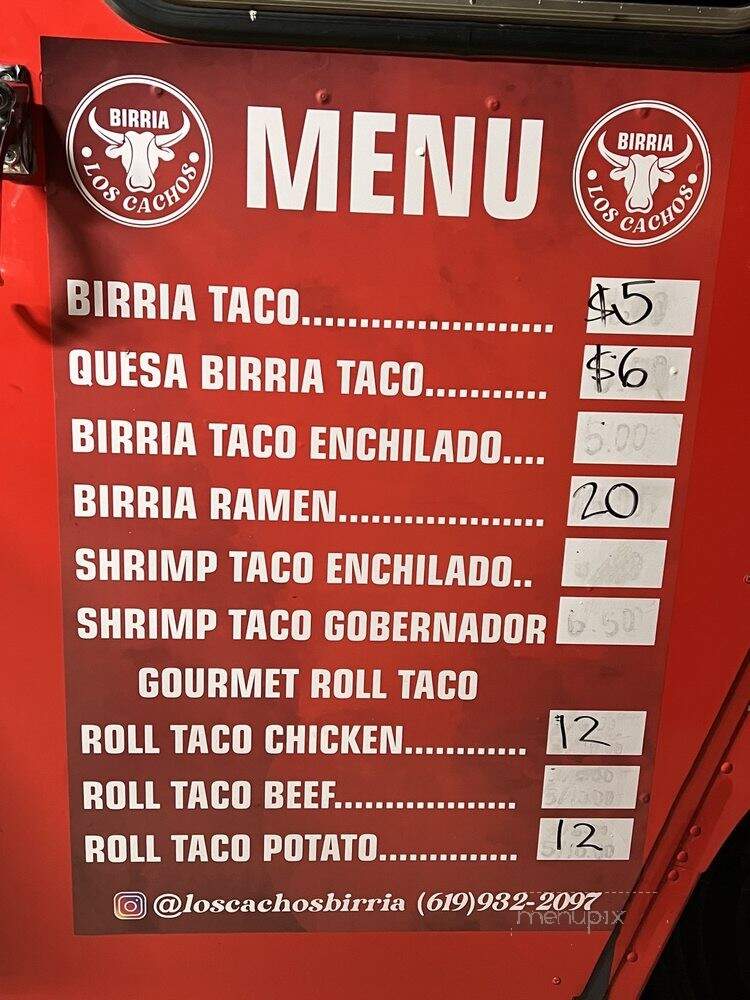 BIRRIA
LOS CACHOS
MENU
BIRRIA
LOS CACHOS
BIRRIA TACO...................... $5
QUESA BIRRIA TACO........... $6
BIRRIA TACO ENCHILADO.... 5.00
BIRRIA RAMEN................... 20
SHRIMP TACO ENCHILADO..
SHRIMP TACO GOBERNADOR 6.50
GOURMET ROLL TACO
ROLL TACO CHICKEN............ 12
ROLL TACO BEEF.................
ROLL TACO POTATO............. 12
@loscachosbirria (619)932-2097
menupix